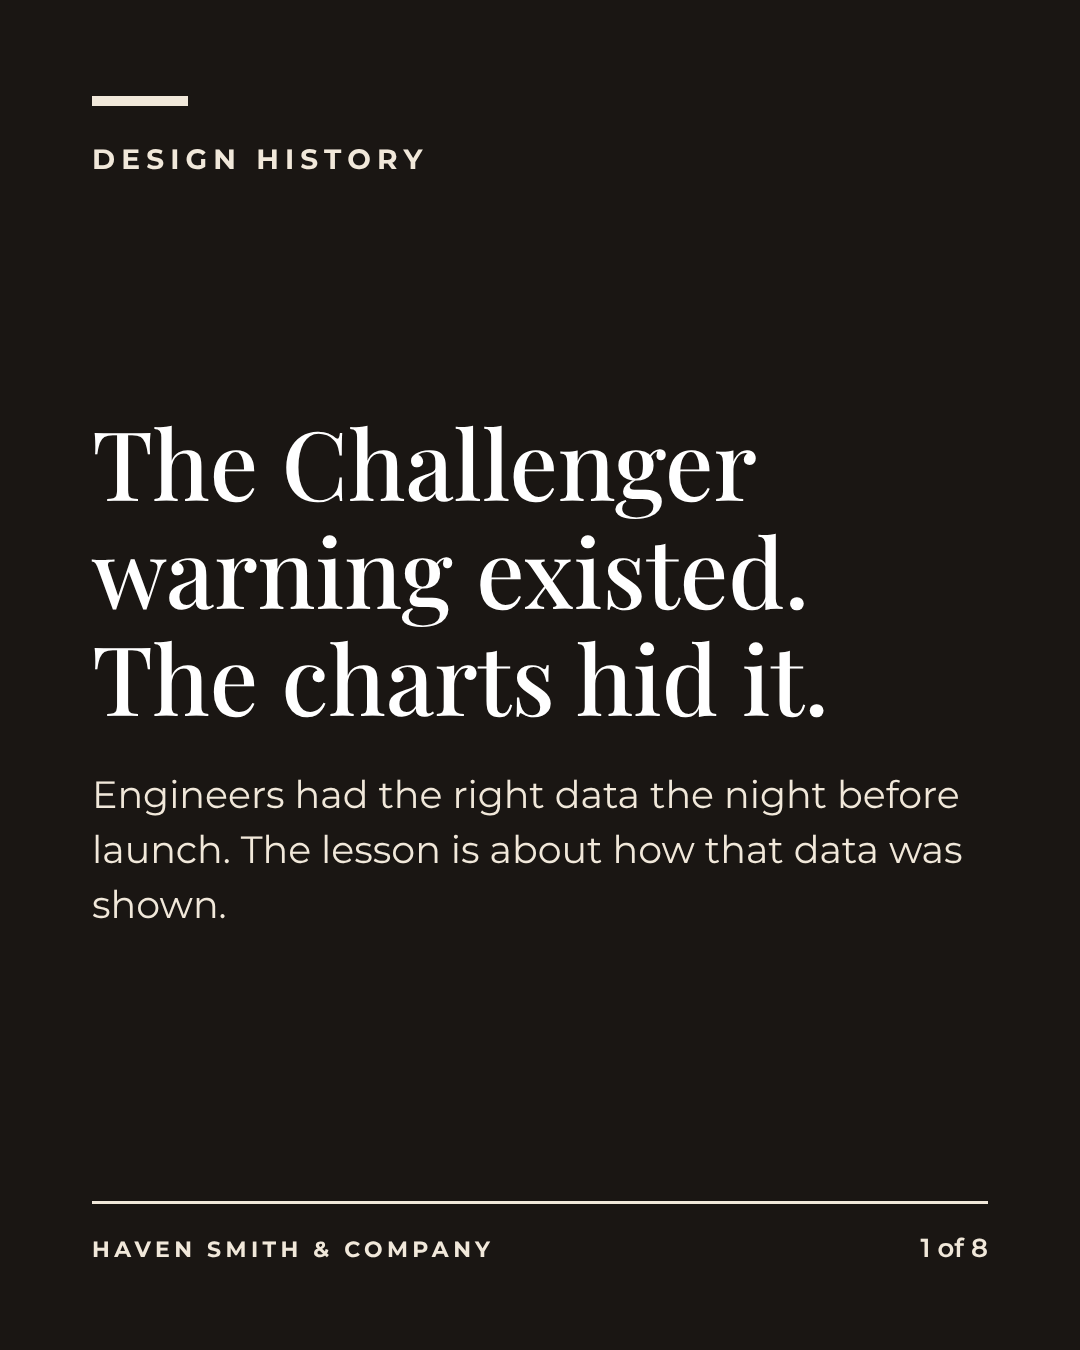 DESIGN HISTORY
The Challenger
warning existed.
The charts hid it.
Engineers had the right data the night before
launch. The lesson is about how that data was
shown.
HAVEN SMITH & COMPANY
1 of 8